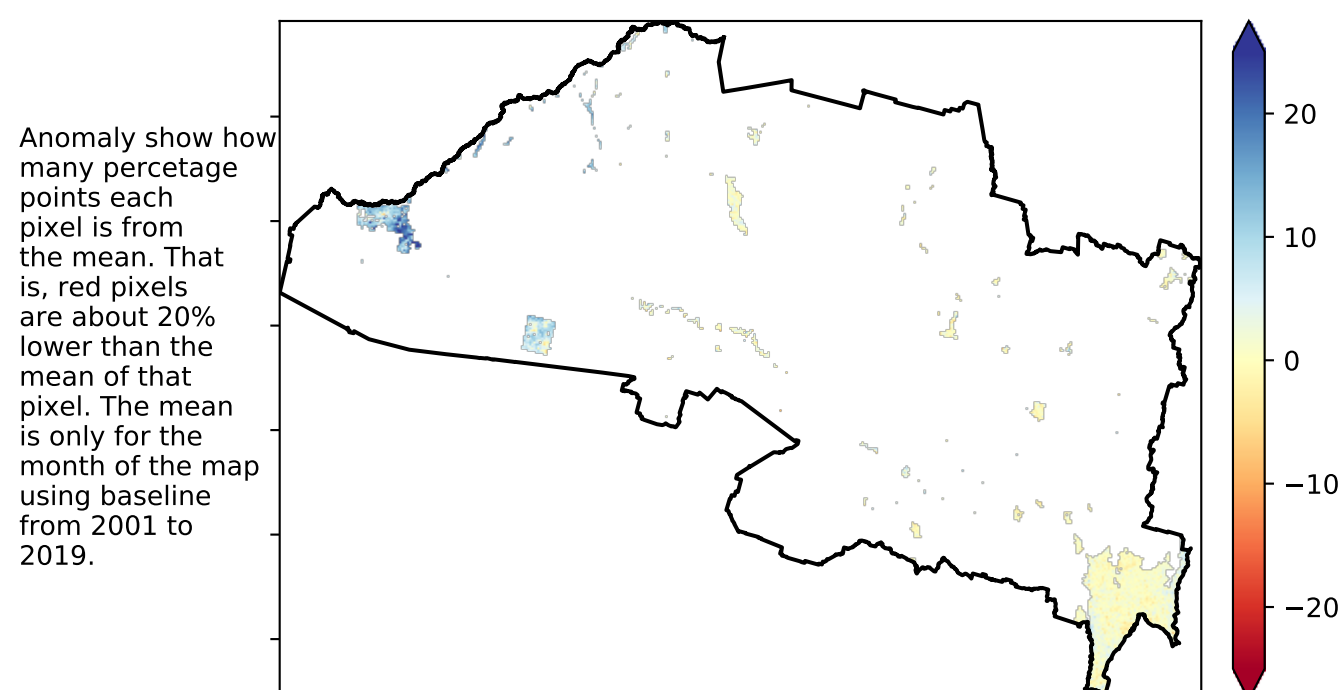 Anomaly show how
many percetage
points each
pixel is from
the mean. That
is, red pixels
are about 20%
lower than the
mean of that
pixel. The mean
is only for the
month of the map
using baseline
from 2001 to
2019.
20
10
0
−10
−20